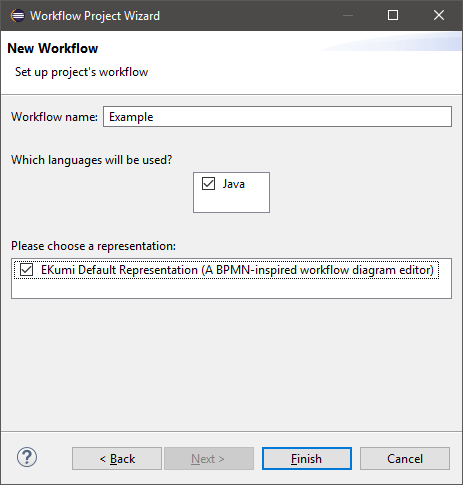 Workflow Project Wizard
New Workflow
Set up project's workflow
Workflow name: Example
Which languages will be used?
Java
Please choose a representation:
EKumi Default Representation (A BPMN-inspired workflow diagram editor)
? < Back Next > Finish Cancel